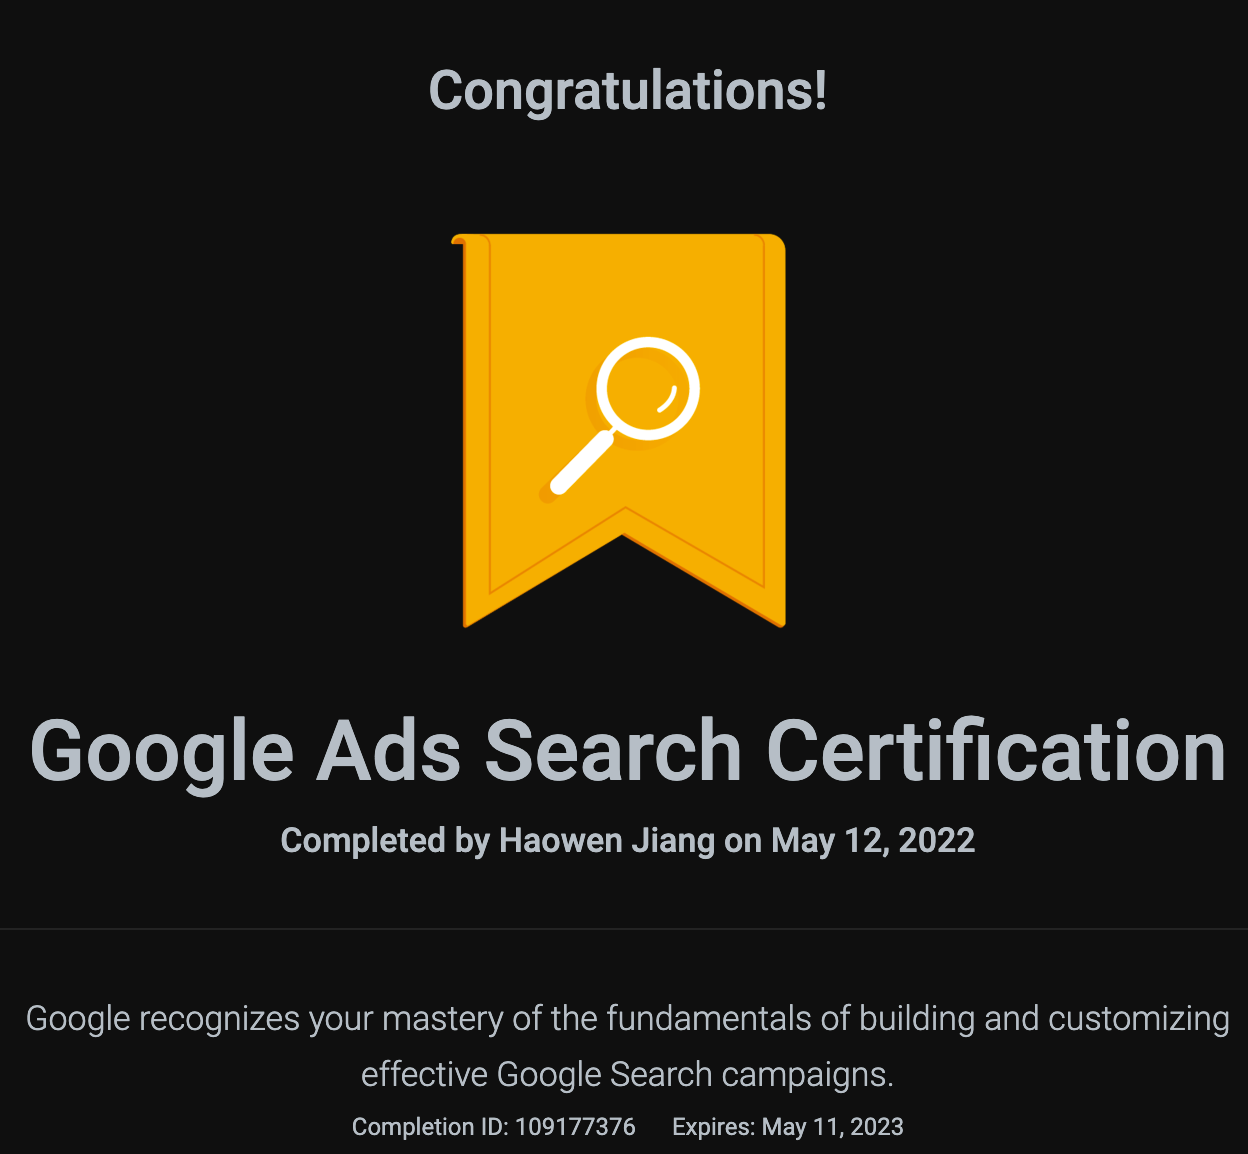 Congratulations!
Google Ads Search Certification
Completed by Haowen Jiang on May 12, 2022
Google recognizes your mastery of the fundamentals of building and customizing
effective Google Search campaigns.
Completion ID: 109177376 Expires: May 11, 2023